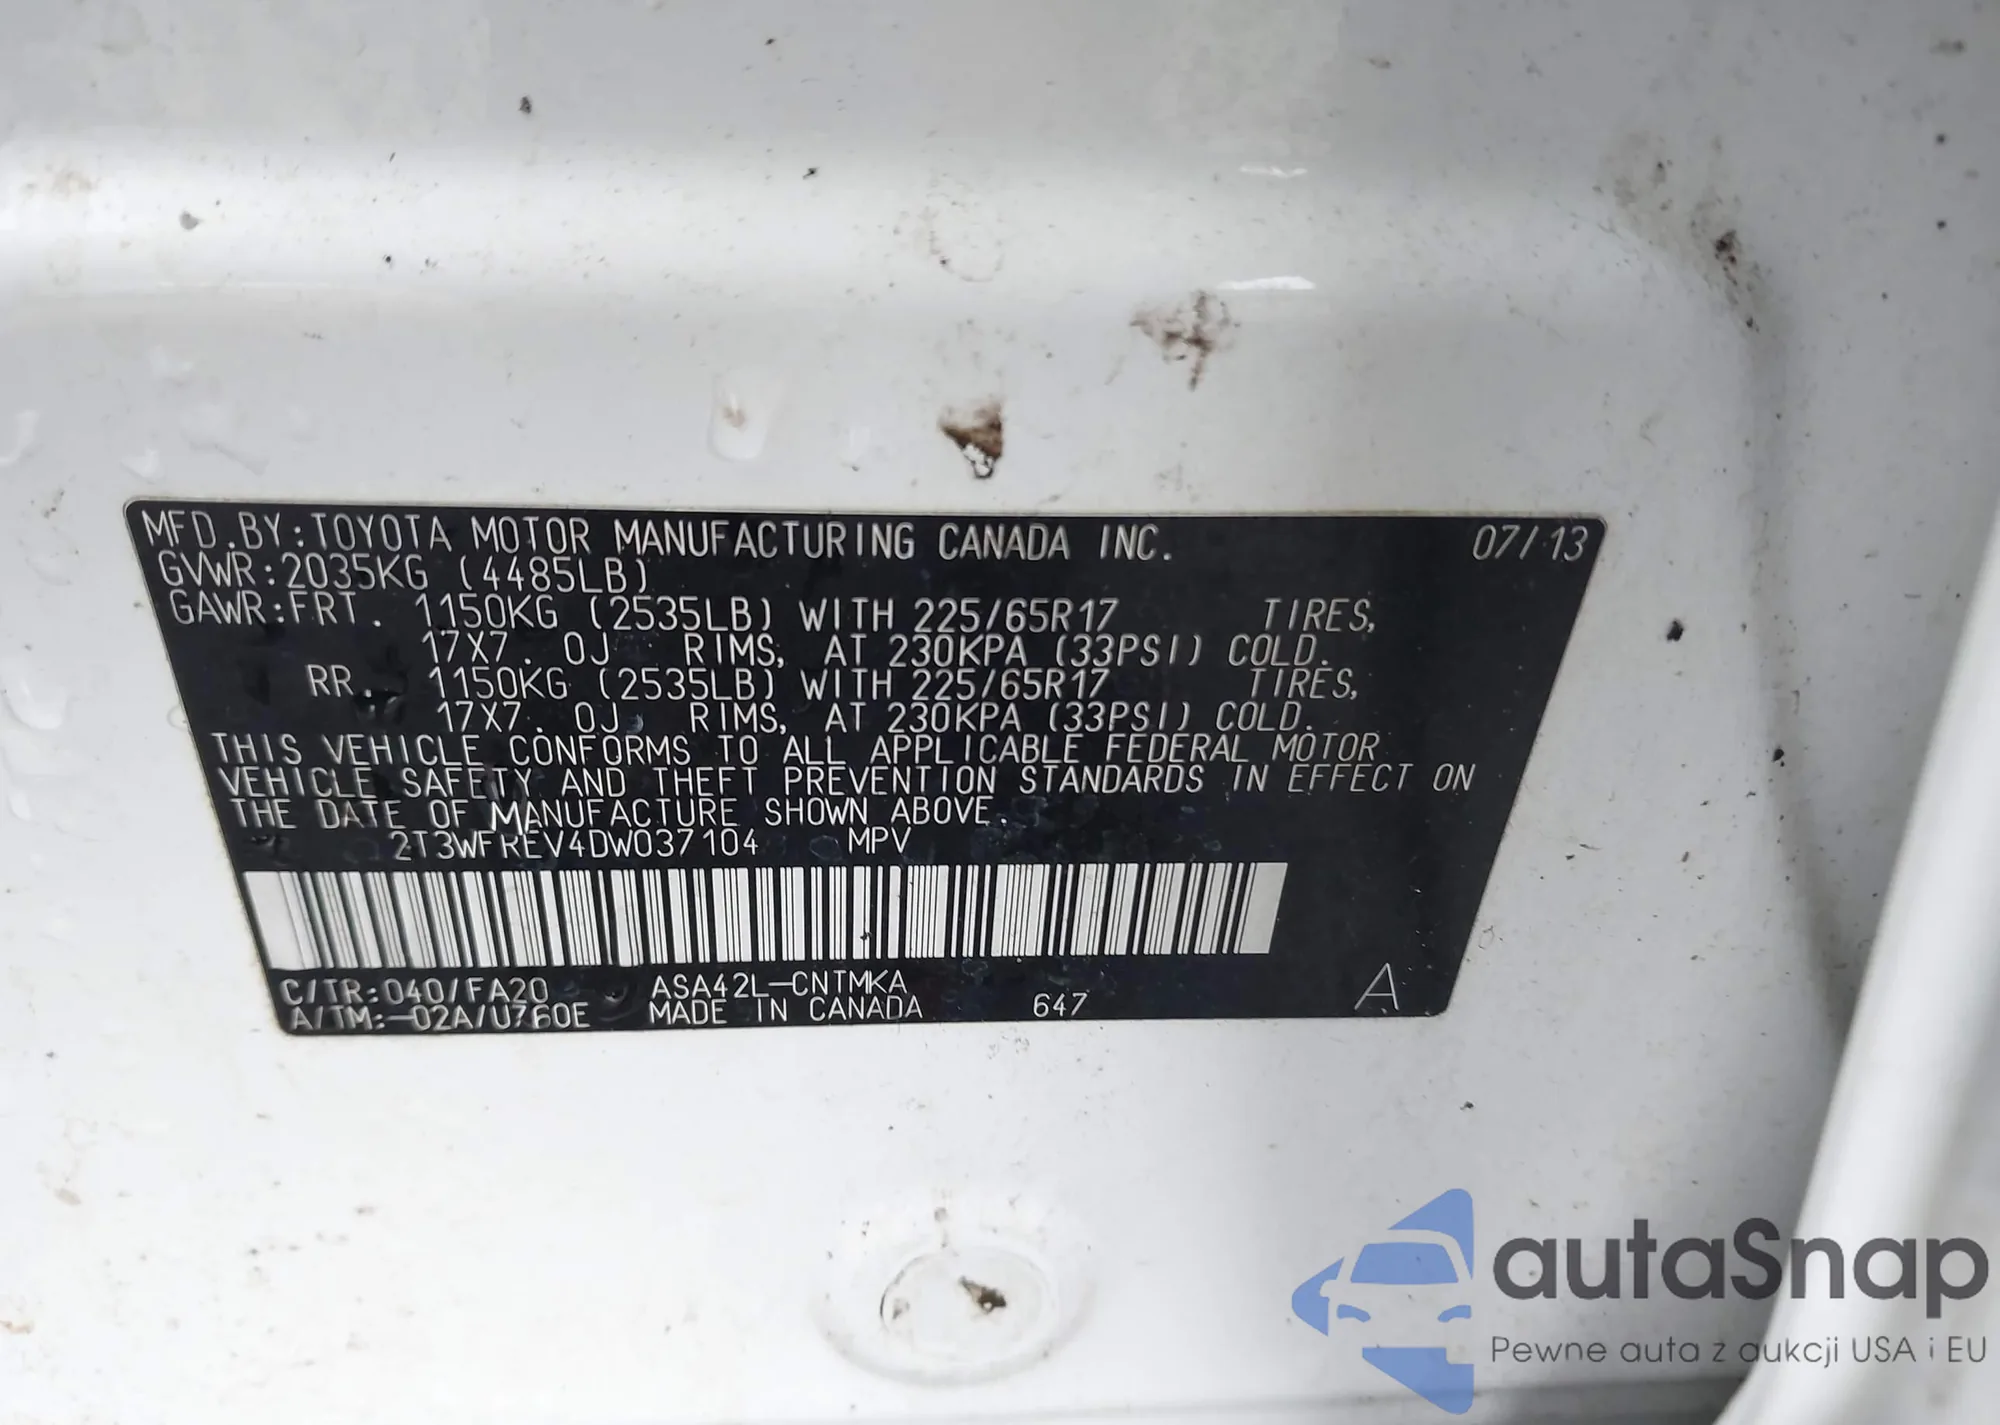 MFD.BY:TOYOTA MOTOR MANUFACTURING CANADA INC. 07/13
GVWR:2035KG (4485LB)
GAWR:FRT. 1150KG (2535LB) WITH 225/65R17 TIRES,
17X7.0J RIMS, AT 230KPA (33PSI) COLD.
RR. 1150KG (2535LB) WITH 225/65R17 TIRES,
17X7.0J RIMS, AT 230KPA (33PSI) COLD.
THIS VEHICLE CONFORMS TO ALL APPLICABLE FEDERAL MOTOR
VEHICLE SAFETY AND THEFT PREVENTION STANDARDS IN EFFECT ON
THE DATE OF MANUFACTURE SHOWN ABOVE.
2T3WFREV4DW037104 MPV
C/TR:040/FA20 ASA42L-CNTMKA
A/TM:-02A/U760E MADE IN CANADA 647 A
autaSnap
Pewne auta z aukcji USA i EU